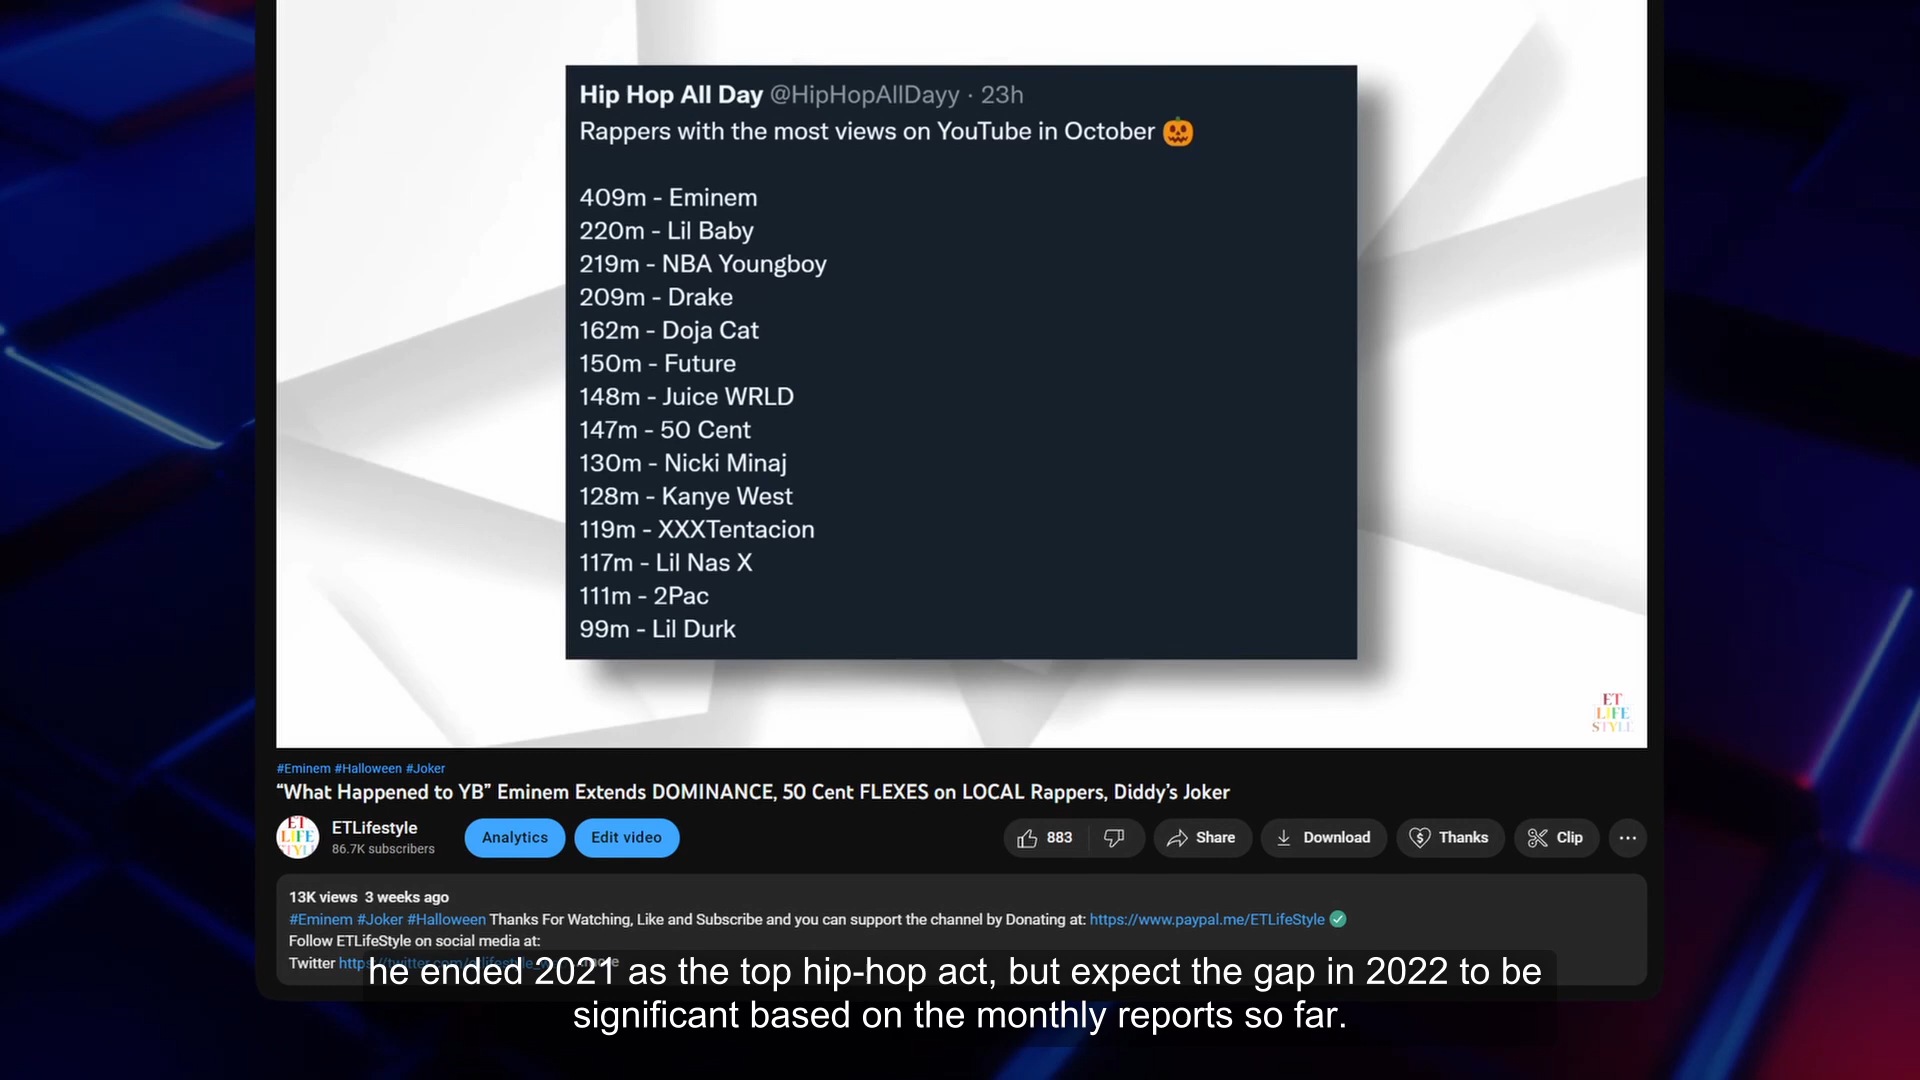 Hip Hop All Day @HipHopAllDayy · 23h
Rappers with the most views on YouTube in October 🎃
409m - Eminem
220m - Lil Baby
219m - NBA Youngboy
209m - Drake
162m - Doja Cat
150m - Future
148m - Juice WRLD
147m - 50 Cent
130m - Nicki Minaj
128m - Kanye West
119m - XXXTentacion
117m - Lil Nas X
111m - 2Pac
99m - Lil Durk
ET
LIFE
STYLE
#Eminem #Halloween #Joker
“What Happened to YB” Eminem Extends DOMINANCE, 50 Cent FLEXES on LOCAL Rappers, Diddy’s Joker
ET
LIFE
STYL
ETLifestyle
86.7K subscribers
Analytics
Edit video
883
Share
Download
Thanks
Clip
13K views 3 weeks ago
#Eminem #Joker #Halloween Thanks For Watching, Like and Subscribe and you can support the channel by Donating at: https://www.paypal.me/ETLifeStyle
Follow ETLifeStyle on social media at:
Twitter
he ended 2021 as the top hip-hop act, but expect the gap in 2022 to be
significant based on the monthly reports so far.